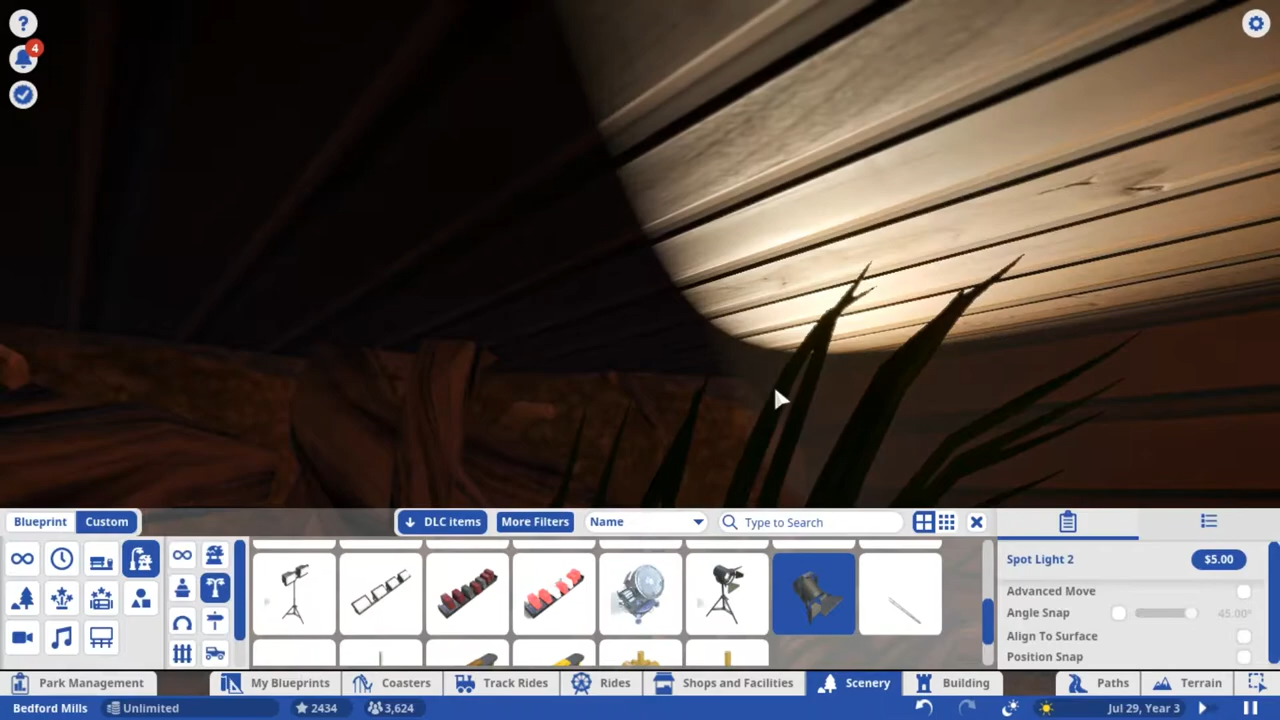 ?
4
Blueprint
Custom
DLC items
More Filters
Name
Type to Search
Spot Light 2
$5.00
Advanced Move
Angle Snap
45.00°
Align To Surface
Position Snap
Park Management
My Blueprints
Coasters
Track Rides
Rides
Shops and Facilities
Scenery
Building
Paths
Terrain
Bedford Mills
Unlimited
2434
3,624
Jul 29, Year 3